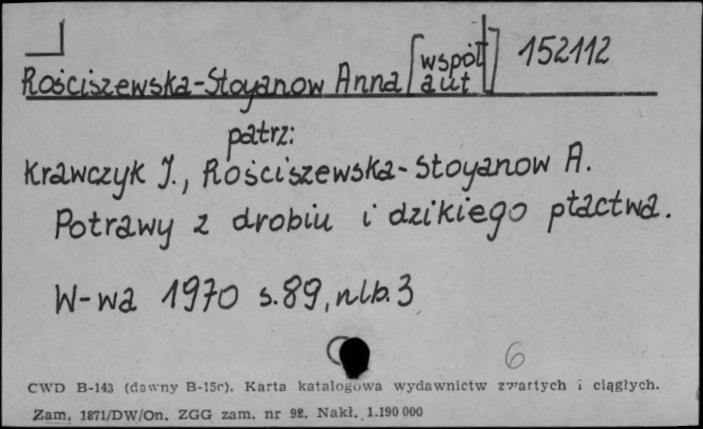 Rościszewska-Stoyanow Anna [współ aut] 152112
patrz:
Krawczyk J., Rościszewska-Stoyanow A.
Potrawy z drobiu i dzikiego ptactwa.
W-wa 1970 s.89, nlb.3
6
CWD B-143 (dawny B-15c). Karta katalogowa wydawnictw zwartych i ciągłych.
Zam. 1871/DW/On. ZGG zam. nr 98. Nakł. 1.190 000